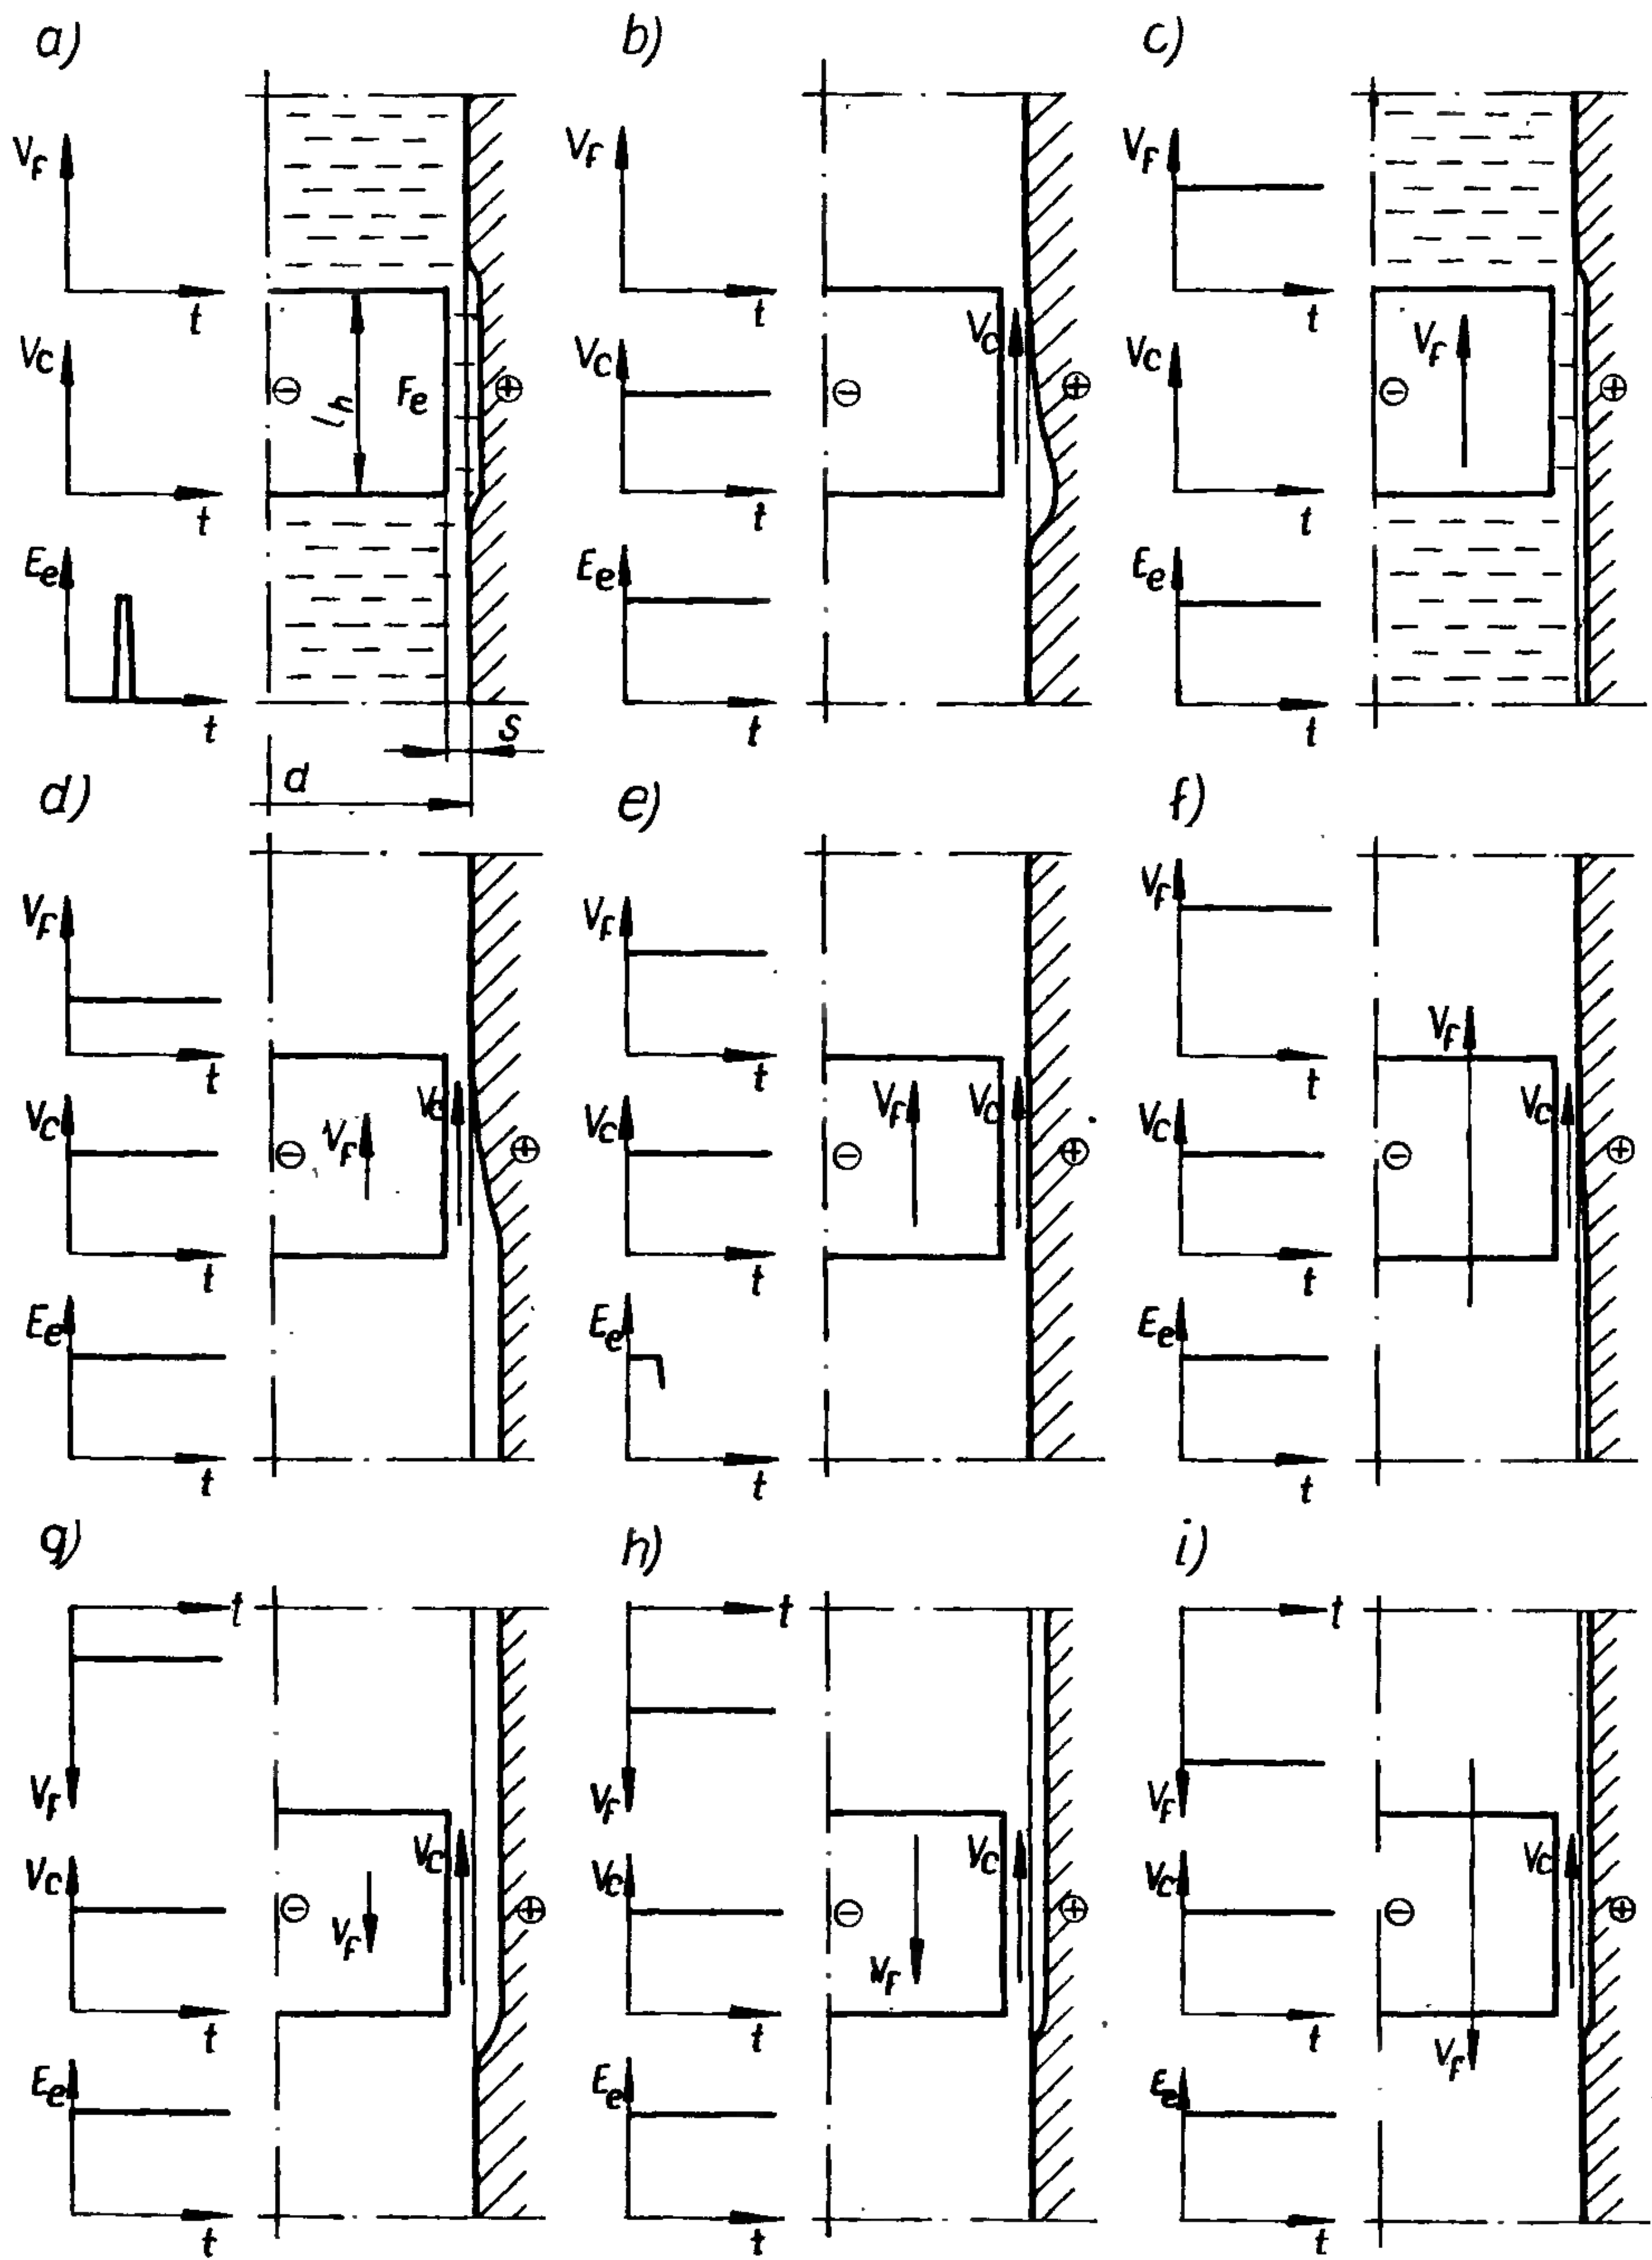 a) b) c)
V_F V_F V_F
t t t
V_C V_C V_C V_F
⊖ l_h F_e ⊕ ⊖ V_C ⊕ ⊖ ⊕
t t t
E_e E_e E_e
t s t t
d
d) e) f)
V_F V_F V_F
t t t
V_C V_F V_C V_C V_F V_C V_C V_F V_C
⊖ ⊕ ⊖ ⊕ ⊖ ⊕
t t t
E_e E_e E_e
t t t
g) h) i)
t t t
V_F V_F V_F
V_C V_C V_C V_C V_C V_C
⊖ ⊕ ⊖ ⊕ ⊖ ⊕
V_F V_F V_F
t t t
E_e E_e E_e
t t t